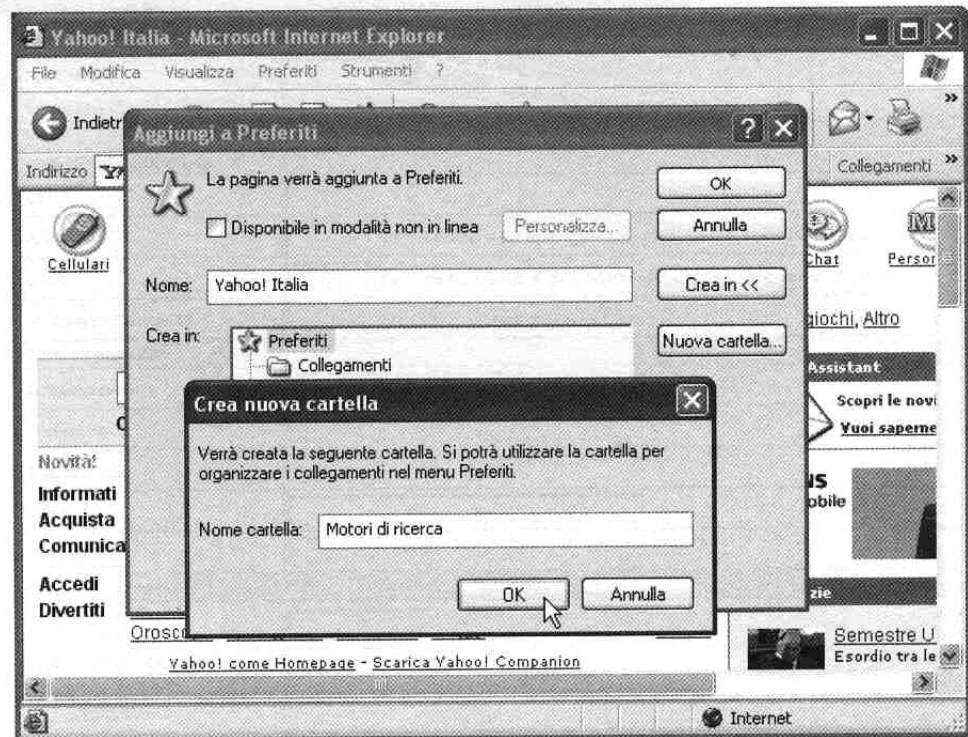 Yahoo! Italia - Microsoft Internet Explorer
File Modifica Visualizza Preferiti Strumenti ?
Indietr
Aggiungi a Preferiti
Indirizzo
Collegamenti
La pagina verrà aggiunta a Preferiti.
OK
Disponibile in modalità non in linea
Personalizza...
Annulla
Cellulari
Chat
Person
Nome:
Yahoo! Italia
Crea in <<
Crea in:
Preferiti
Nuova cartella...
giochi, Altro
Collegamenti
Assistant
Crea nuova cartella
Scopri le novi
Vuoi saperne
Verrà creata la seguente cartella. Si potrà utilizzare la cartella per
organizzare i collegamenti nel menu Preferiti.
Novità!
Informati
Acquista
Comunica
Nome cartella:
Motori di ricerca
Accedi
Divertiti
OK
Annulla
zie
Orosc
Semestre U
Esordio tra le
Yahoo! come Homepage - Scarica Yahoo! Companion
Internet